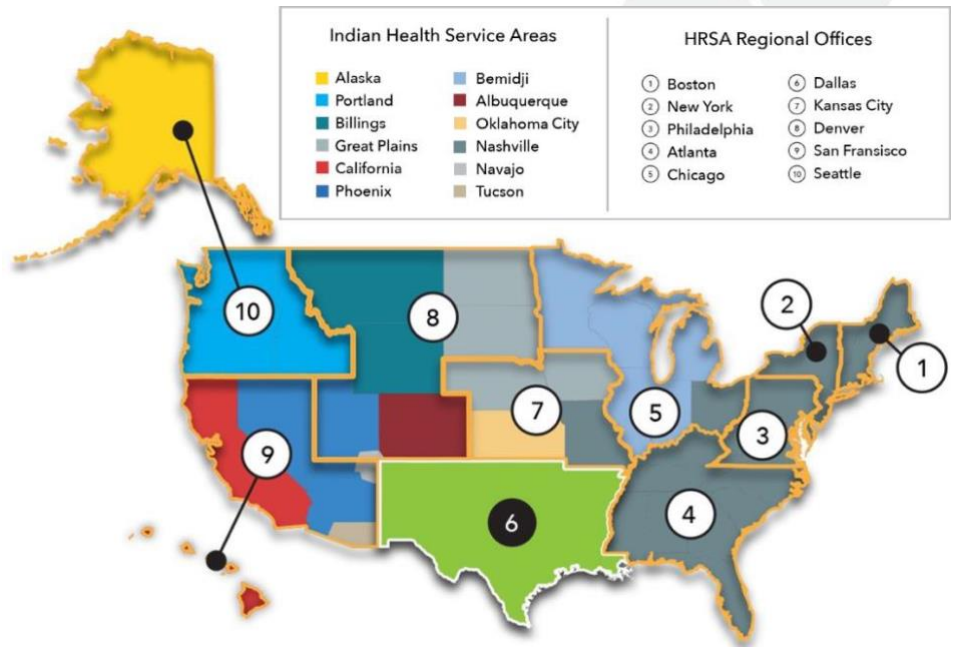 Indian Health Service Areas
Alaska
Portland
Billings
Great Plains
California
Phoenix
Bemidji
Albuquerque
Oklahoma City
Nashville
Navajo
Tucson
HRSA Regional Offices
1 Boston
2 New York
3 Philadelphia
4 Atlanta
5 Chicago
6 Dallas
7 Kansas City
8 Denver
9 San Fransisco
10 Seattle
10
8
2
1
7
5
3
9
6
4